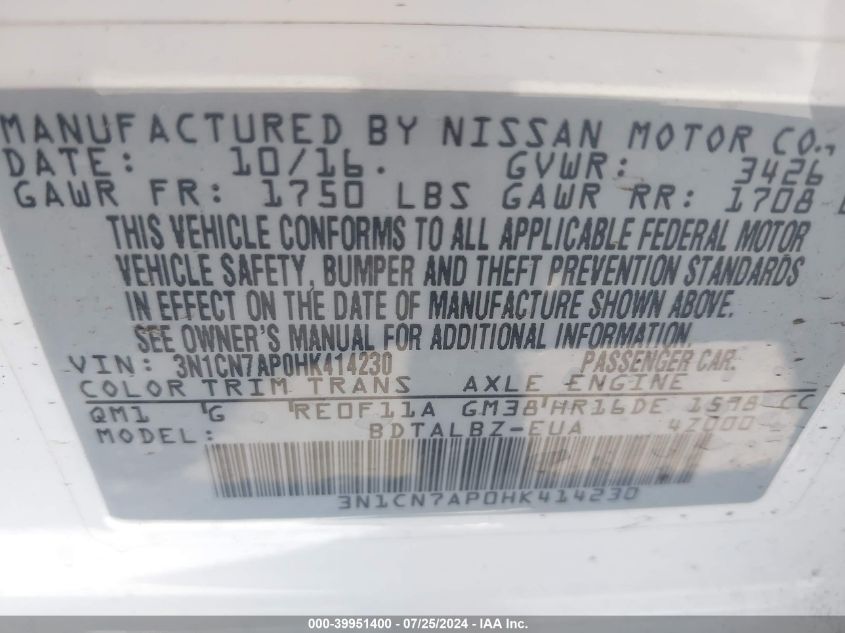 MANUFACTURED BY NISSAN MOTOR CO.,
DATE: 10/16. GVWR: 3426
GAWR FR: 1750 LBS GAWR RR: 1708 L
THIS VEHICLE CONFORMS TO ALL APPLICABLE FEDERAL MOTOR
VEHICLE SAFETY, BUMPER AND THEFT PREVENTION STANDARDS
IN EFFECT ON THE DATE OF MANUFACTURE SHOWN ABOVE.
SEE OWNER'S MANUAL FOR ADDITIONAL INFORMATION.
VIN: 3N1CN7AP0HK414230 PASSENGER CAR.
COLOR TRIM TRANS AXLE ENGINE
QM1 G RE0F11A GM38 HR16DE 1598 CC
MODEL: BDTALBZ-EUA 4Z000
3N1CN7AP0HK414230
000-39951400 - 07/25/2024 - IAA Inc.